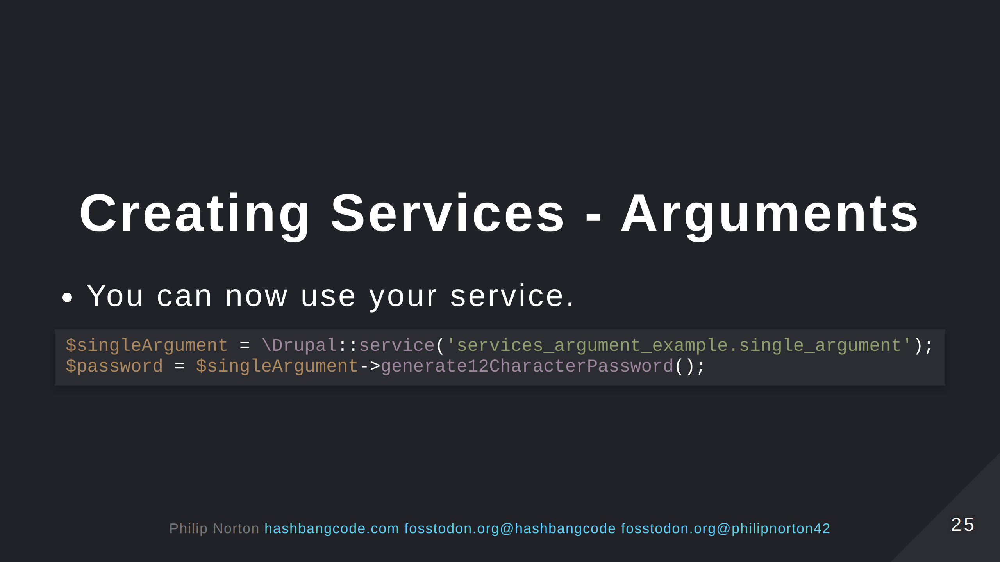 Creating Services - Arguments
• You can now use your service.
$singleArgument = \Drupal::service('services_argument_example.single_argument');
$password = $singleArgument->generate12CharacterPassword();
Philip Norton hashbangcode.com fosstodon.org@hashbangcode fosstodon.org@philipnorton42
25